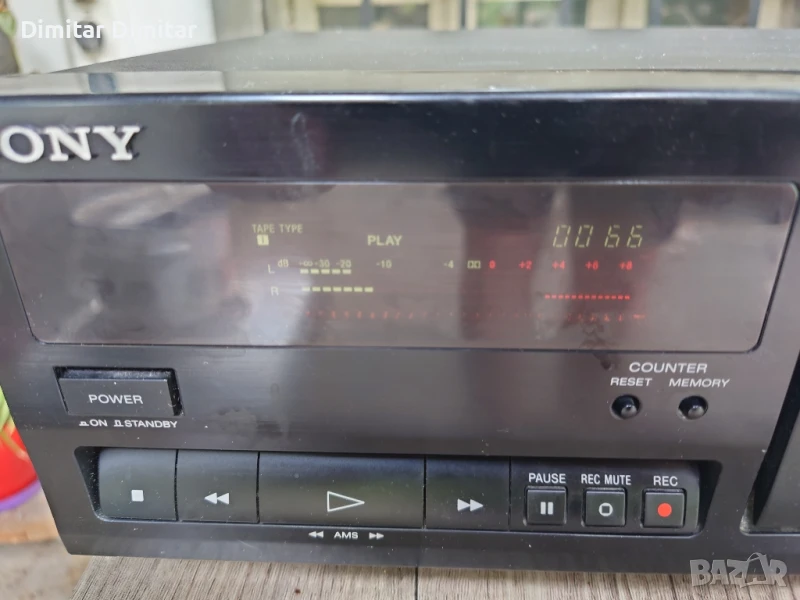 Dimitar Dimitar
ONY
TAPE TYPE
I
PLAY
0066
dB -∞ -30 -20 -10 -4 0 +2 +4 +6 +8
L
R
COUNTER
RESET MEMORY
POWER
ON STANDBY
PAUSE REC MUTE REC
AMS
BAZAR